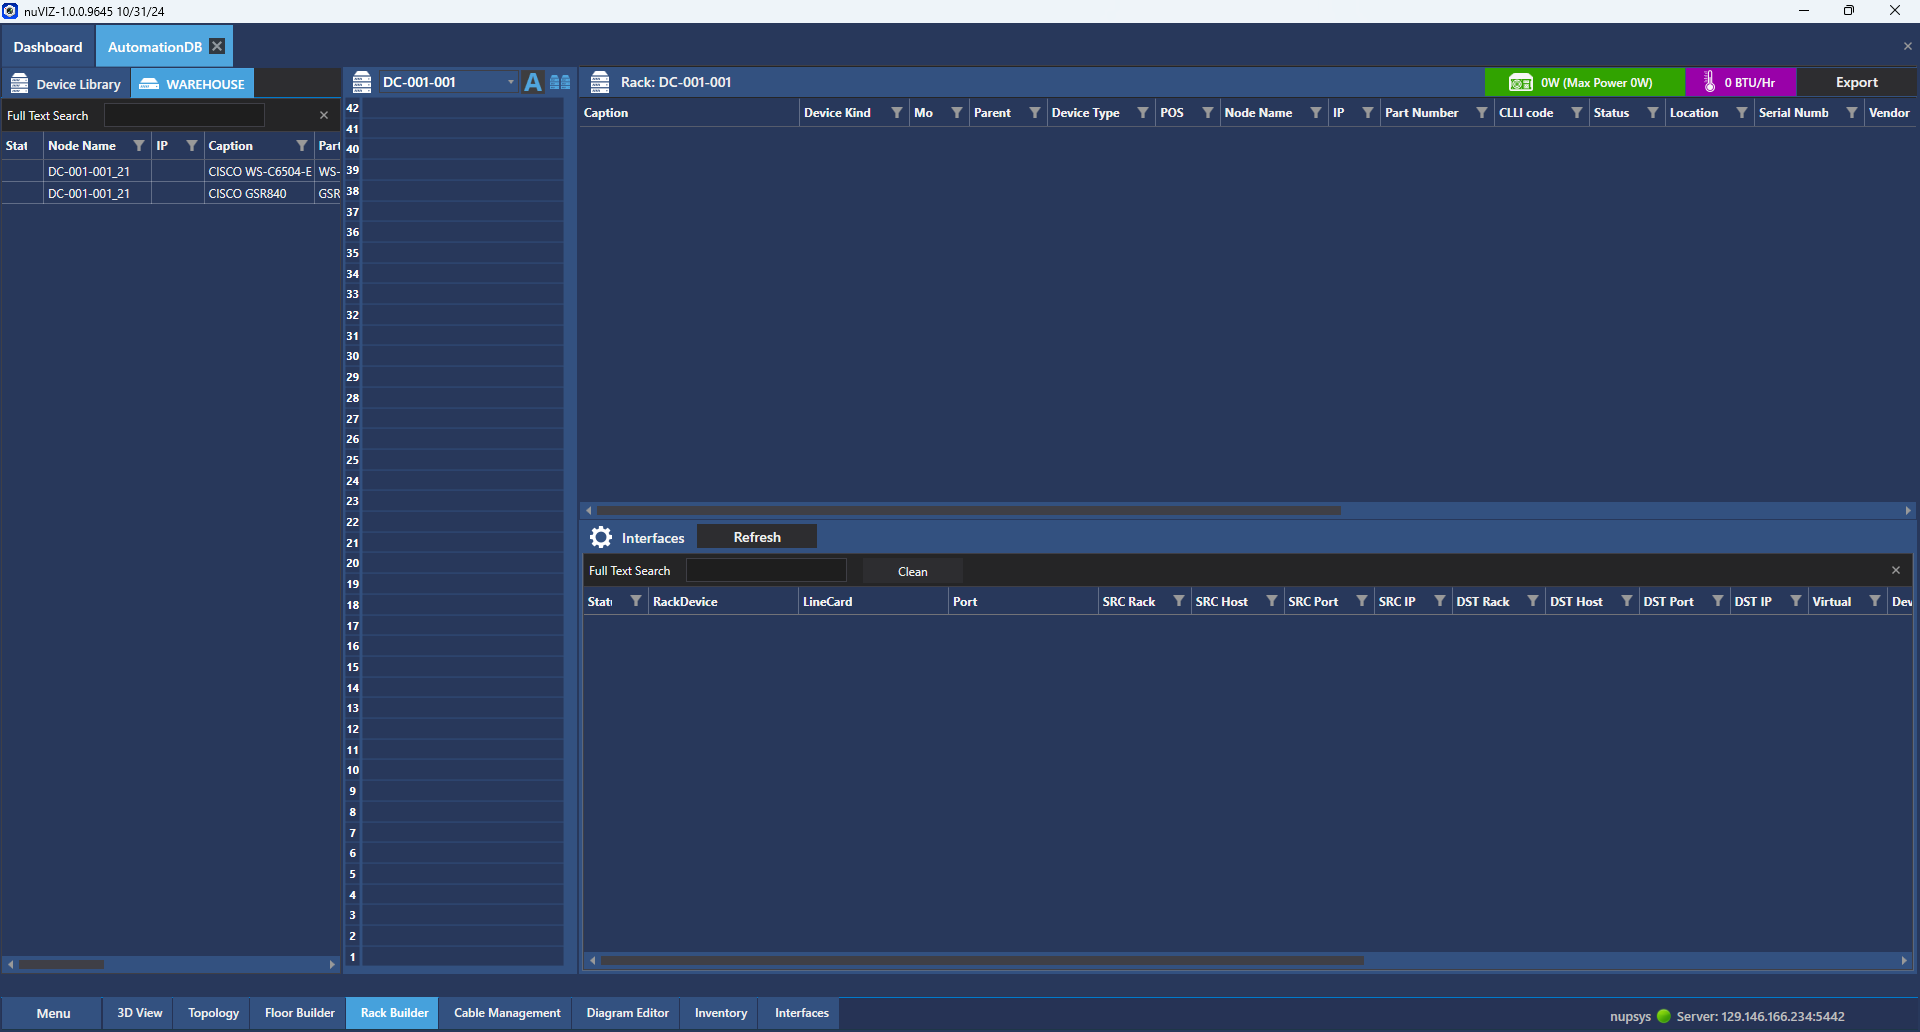 nuVIZ-1.0.0.9645 10/31/24
Dashboard AutomationDB
Device Library WAREHOUSE
Full Text Search
Stat Node Name IP Caption Part
DC-001-001_21 CISCO WS-C6504-E WS-
DC-001-001_21 CISCO GSR840 GSR
DC-001-001 A
42
41
40
39
38
37
36
35
34
33
32
31
30
29
28
27
26
25
24
23
22
21
20
19
18
17
16
15
14
13
12
11
10
9
8
7
6
5
4
3
2
1
Rack: DC-001-001 0W (Max Power 0W) 0 BTU/Hr Export
Caption Device Kind Mo Parent Device Type POS Node Name IP Part Number CLLI code Status Location Serial Numb Vendor
Interfaces Refresh
Full Text Search Clean
Stat RackDevice LineCard Port SRC Rack SRC Host SRC Port SRC IP DST Rack DST Host DST Port DST IP Virtual Dev
Menu 3D View Topology Floor Builder Rack Builder Cable Management Diagram Editor Inventory Interfaces
nupsys Server: 129.146.166.234:5442